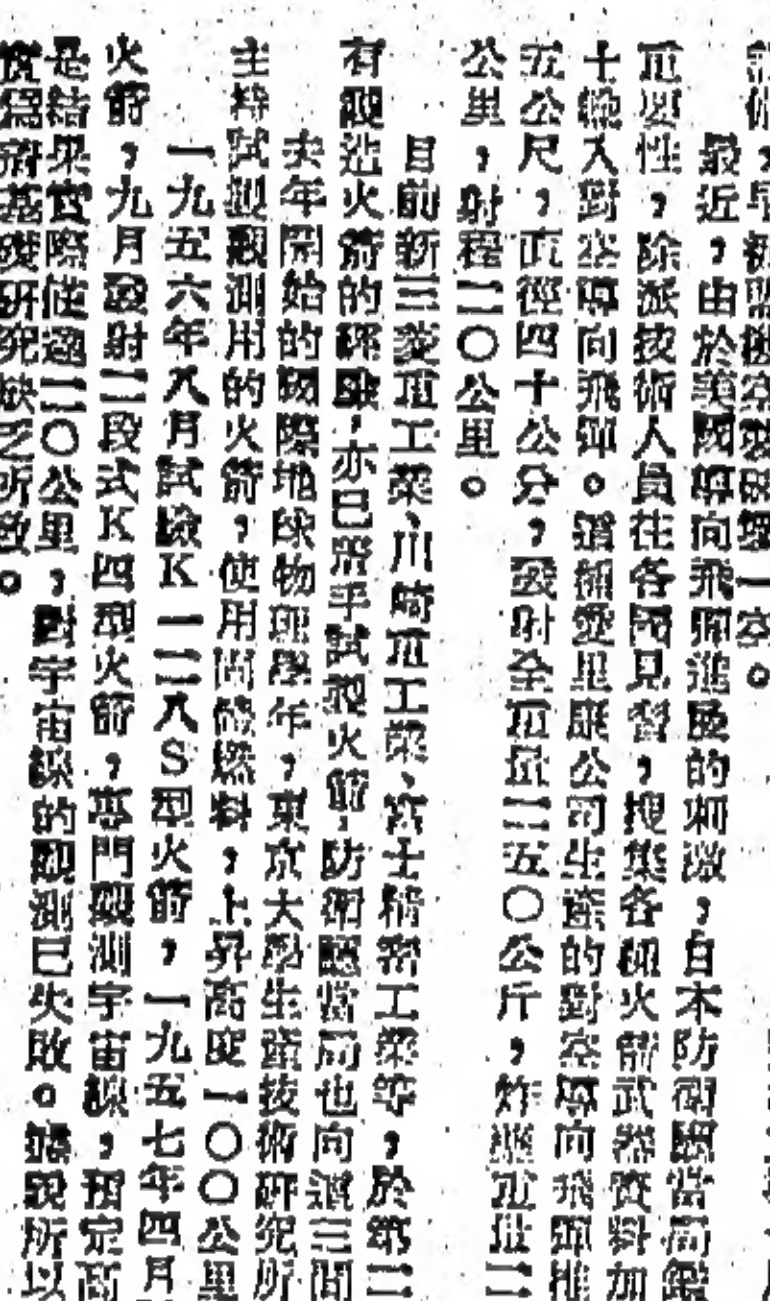 最近，由於美國導向飛彈進展的刺激，日本防衛廳當局鑑
重要性，除派技術人員往各國見習，搜集各種火箭武器資料加
十餘入對空導向飛彈。這種愛里康公司生產的對空導向飛彈推
五公尺，直徑四十公分，發射全重量二五〇公斤，炸藥重量二
公里，射程二〇公里。
目前新三菱重工業、川崎重工業、富士精密工業等，於第二
有製造火箭的經驗，亦已著手試製火箭，防衛廳當局也向這三間
去年開始的國際地球物理學年，東京大學生產技術研究所
主持試製觀測用的火箭，使用固體燃料，上昇高度一〇〇公里
一九五六年八月試驗K一二八S型火箭，一九五七年四月
火箭，九月發射二段式K四型火箭，專門觀測宇宙線，預定高
是結果實際僅達二〇公里，對宇宙線的觀測已失敗。據說所以
基礎研究缺乏所致。